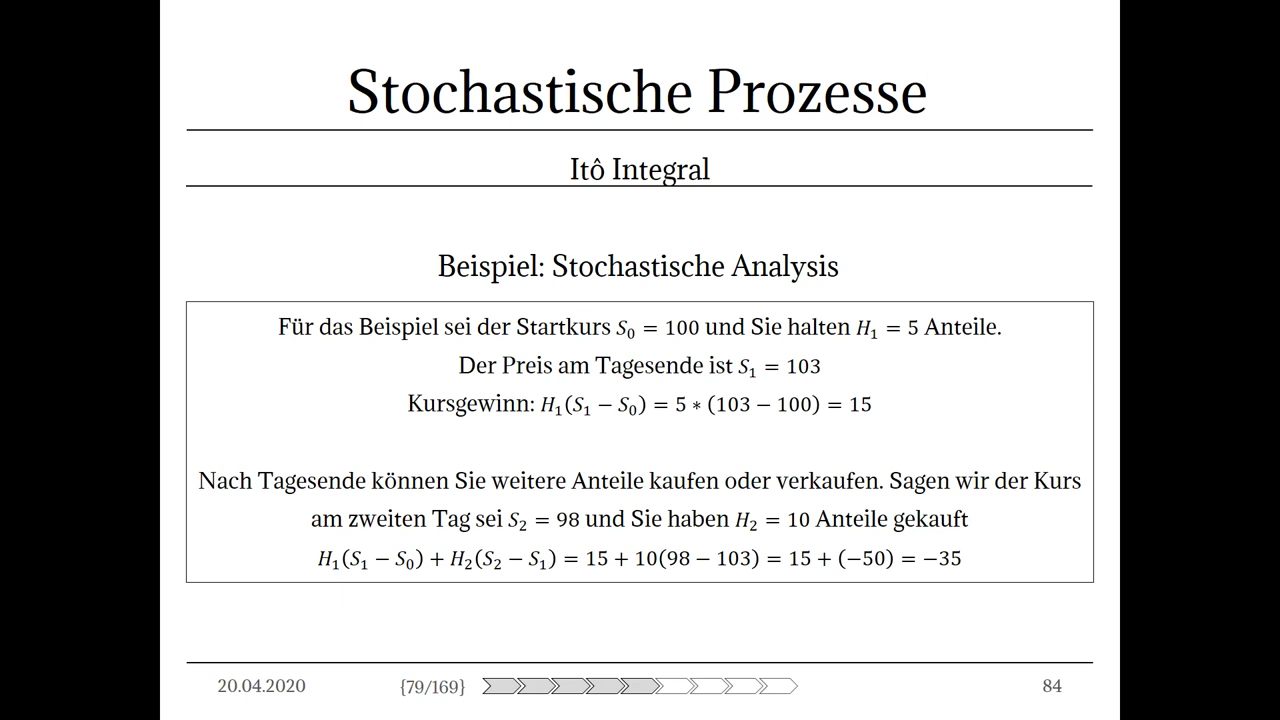 Stochastische Prozesse
Itô Integral
Beispiel: Stochastische Analysis
Für das Beispiel sei der Startkurs S₀ = 100 und Sie halten H₁ = 5 Anteile.
Der Preis am Tagesende ist S₁ = 103
Kursgewinn: H₁(S₁ − S₀) = 5 ∗ (103 − 100) = 15
Nach Tagesende können Sie weitere Anteile kaufen oder verkaufen. Sagen wir der Kurs
am zweiten Tag sei S₂ = 98 und Sie haben H₂ = 10 Anteile gekauft
H₁(S₁ − S₀) + H₂(S₂ − S₁) = 15 + 10(98 − 103) = 15 + (−50) = −35
20.04.2020 {79/169} 84